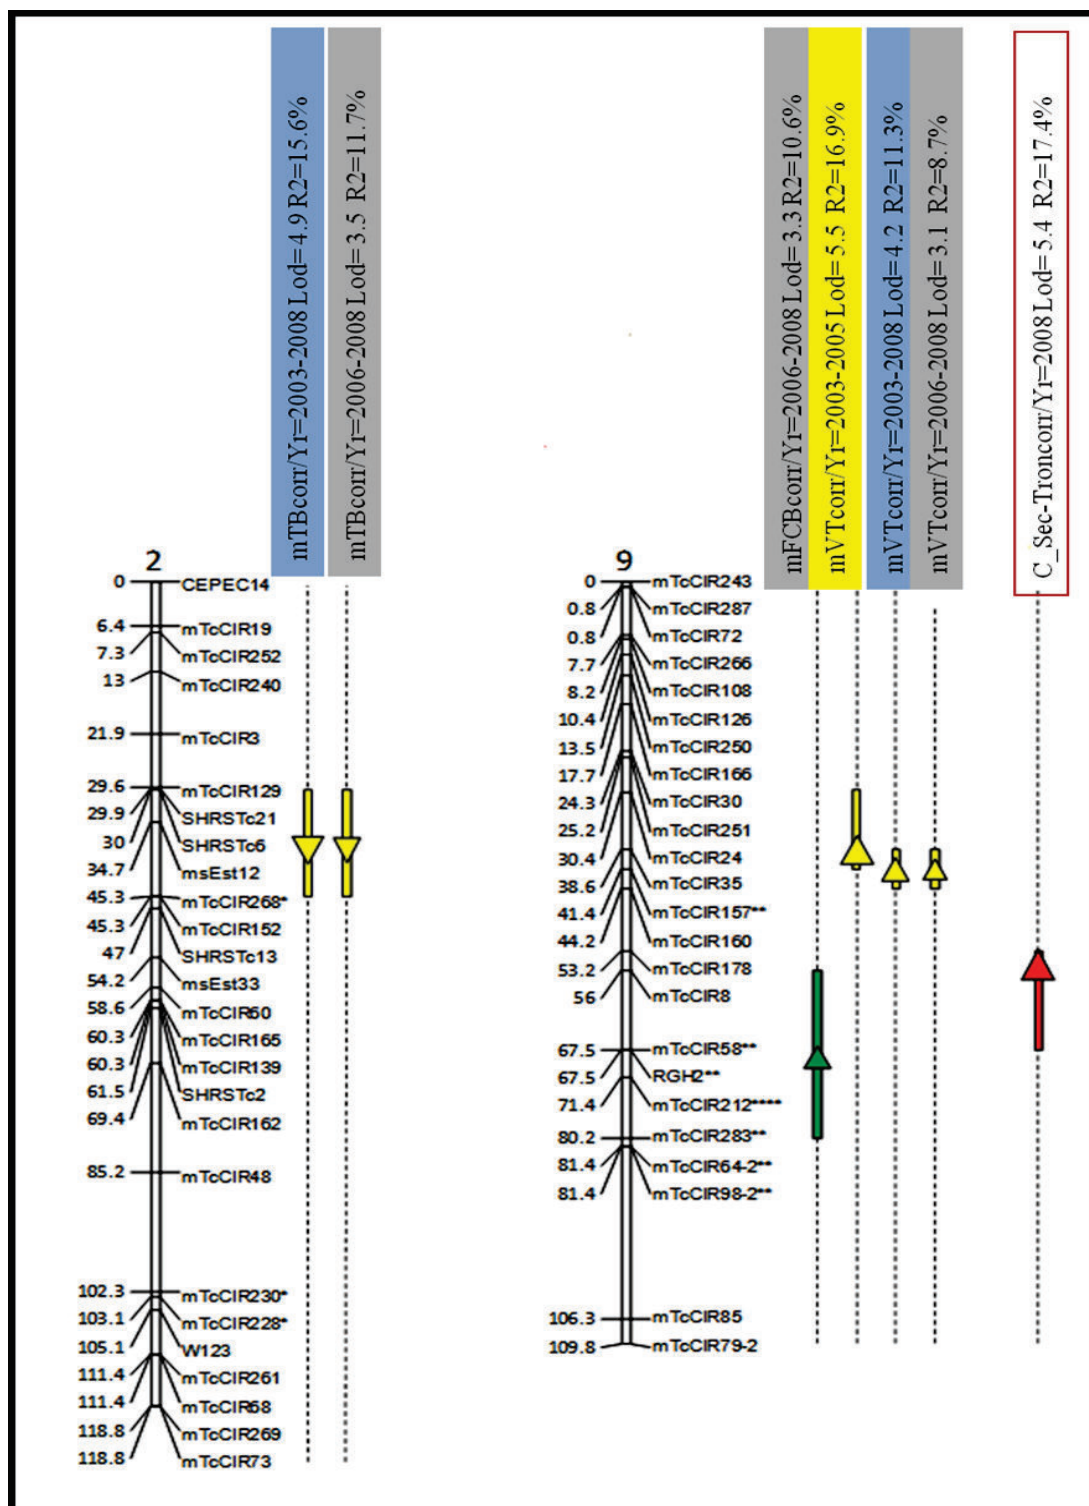 mTBcorr/Yr=2003-2008 Lod= 4.9 R2=15.6%
mTBcorr/Yr=2006-2008 Lod= 3.5 R2=11.7%
mFCBcorr/Yr=2006-2008 Lod= 3.3 R2=10.6%
mVTcorr/Yr=2003-2005 Lod= 5.5 R2=16.9%
mVTcorr/Yr=2003-2008 Lod= 4.2 R2=11.3%
mVTcorr/Yr=2006-2008 Lod= 3.1 R2=8.7%
C_Sec-Troncorr/Yr=2008 Lod= 5.4 R2=17.4%
2
0 CEPEC14
6.4 mTcCIR19
7.3 mTcCIR252
13 mTcCIR240
21.9 mTcCIR3
29.6 mTcCIR129
29.9 SHRSTc21
30 SHRSTc6
34.7 msEst12
45.3 mTcCIR268*
45.3 mTcCIR152
47 SHRSTc13
54.2 msEst33
58.6 mTcCIR60
60.3 mTcCIR165
60.3 mTcCIR139
61.5 SHRSTc2
69.4 mTcCIR162
85.2 mTcCIR48
102.3 mTcCIR230*
103.1 mTcCIR228*
105.1 W123
111.4 mTcCIR261
111.4 mTcCIR68
118.8 mTcCIR269
118.8 mTcCIR73
9
0 mTcCIR243
0.8 mTcCIR287
0.8 mTcCIR72
7.7 mTcCIR266
8.2 mTcCIR108
10.4 mTcCIR126
13.5 mTcCIR250
17.7 mTcCIR166
24.3 mTcCIR30
25.2 mTcCIR251
30.4 mTcCIR24
38.6 mTcCIR35
41.4 mTcCIR157**
44.2 mTcCIR160
53.2 mTcCIR178
56 mTcCIR8
67.5 mTcCIR58**
67.5 RGH2**
71.4 mTcCIR212****
80.2 mTcCIR283**
81.4 mTcCIR64-2**
81.4 mTcCIR98-2**
106.3 mTcCIR85
109.8 mTcCIR79-2